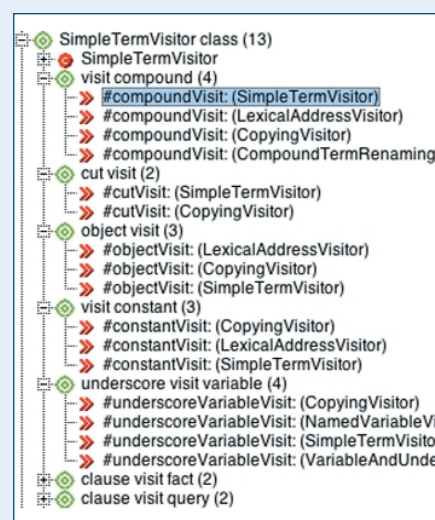 SimpleTermVisitor class (13)
SimpleTermVisitor
visit compound (4)
#compoundVisit: (SimpleTermVisitor)
#compoundVisit: (LexicalAddressVisitor)
#compoundVisit: (CopyingVisitor)
#compoundVisit: (CompoundTermRenaming
cut visit (2)
#cutVisit: (SimpleTermVisitor)
#cutVisit: (CopyingVisitor)
object visit (3)
#objectVisit: (LexicalAddressVisitor)
#objectVisit: (CopyingVisitor)
#objectVisit: (SimpleTermVisitor)
visit constant (3)
#constantVisit: (CopyingVisitor)
#constantVisit: (LexicalAddressVisitor)
#constantVisit: (SimpleTermVisitor)
underscore visit variable (4)
#underscoreVariableVisit: (CopyingVisitor)
#underscoreVariableVisit: (NamedVariableVi
#underscoreVariableVisit: (SimpleTermVisito
#underscoreVariableVisit: (VariableAndUnde
clause visit fact (2)
clause visit query (2)